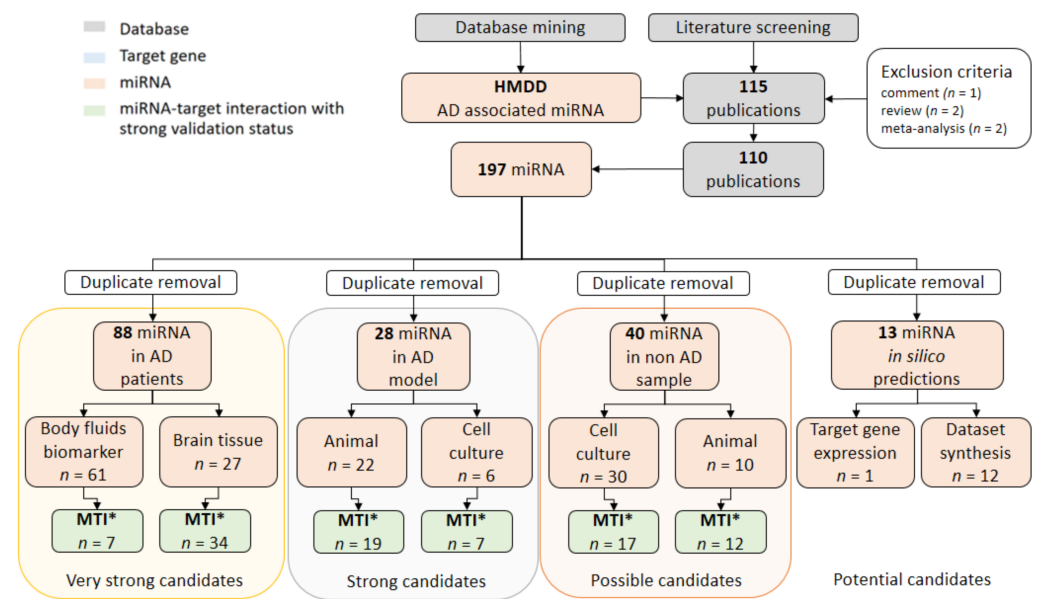 Database
Target gene
miRNA
miRNA-target interaction with
strong validation status
Database mining
Literature screening
HMDD
AD associated miRNA
115
publications
Exclusion criteria
comment (n = 1)
review (n = 2)
meta-analysis (n = 2)
197 miRNA
110
publications
Duplicate removal
Duplicate removal
Duplicate removal
Duplicate removal
88 miRNA
in AD
patients
28 miRNA
in AD
model
40 miRNA
in non AD
sample
13 miRNA
in silico
predictions
Body fluids
biomarker
n = 61
Brain tissue
n = 27
Animal
n = 22
Cell
culture
n = 6
Cell
culture
n = 30
Animal
n = 10
Target gene
expression
n = 1
Dataset
synthesis
n = 12
MTI*
n = 7
MTI*
n = 34
MTI*
n = 19
MTI*
n = 7
MTI*
n = 17
MTI*
n = 12
Very strong candidates
Strong candidates
Possible candidates
Potential candidates